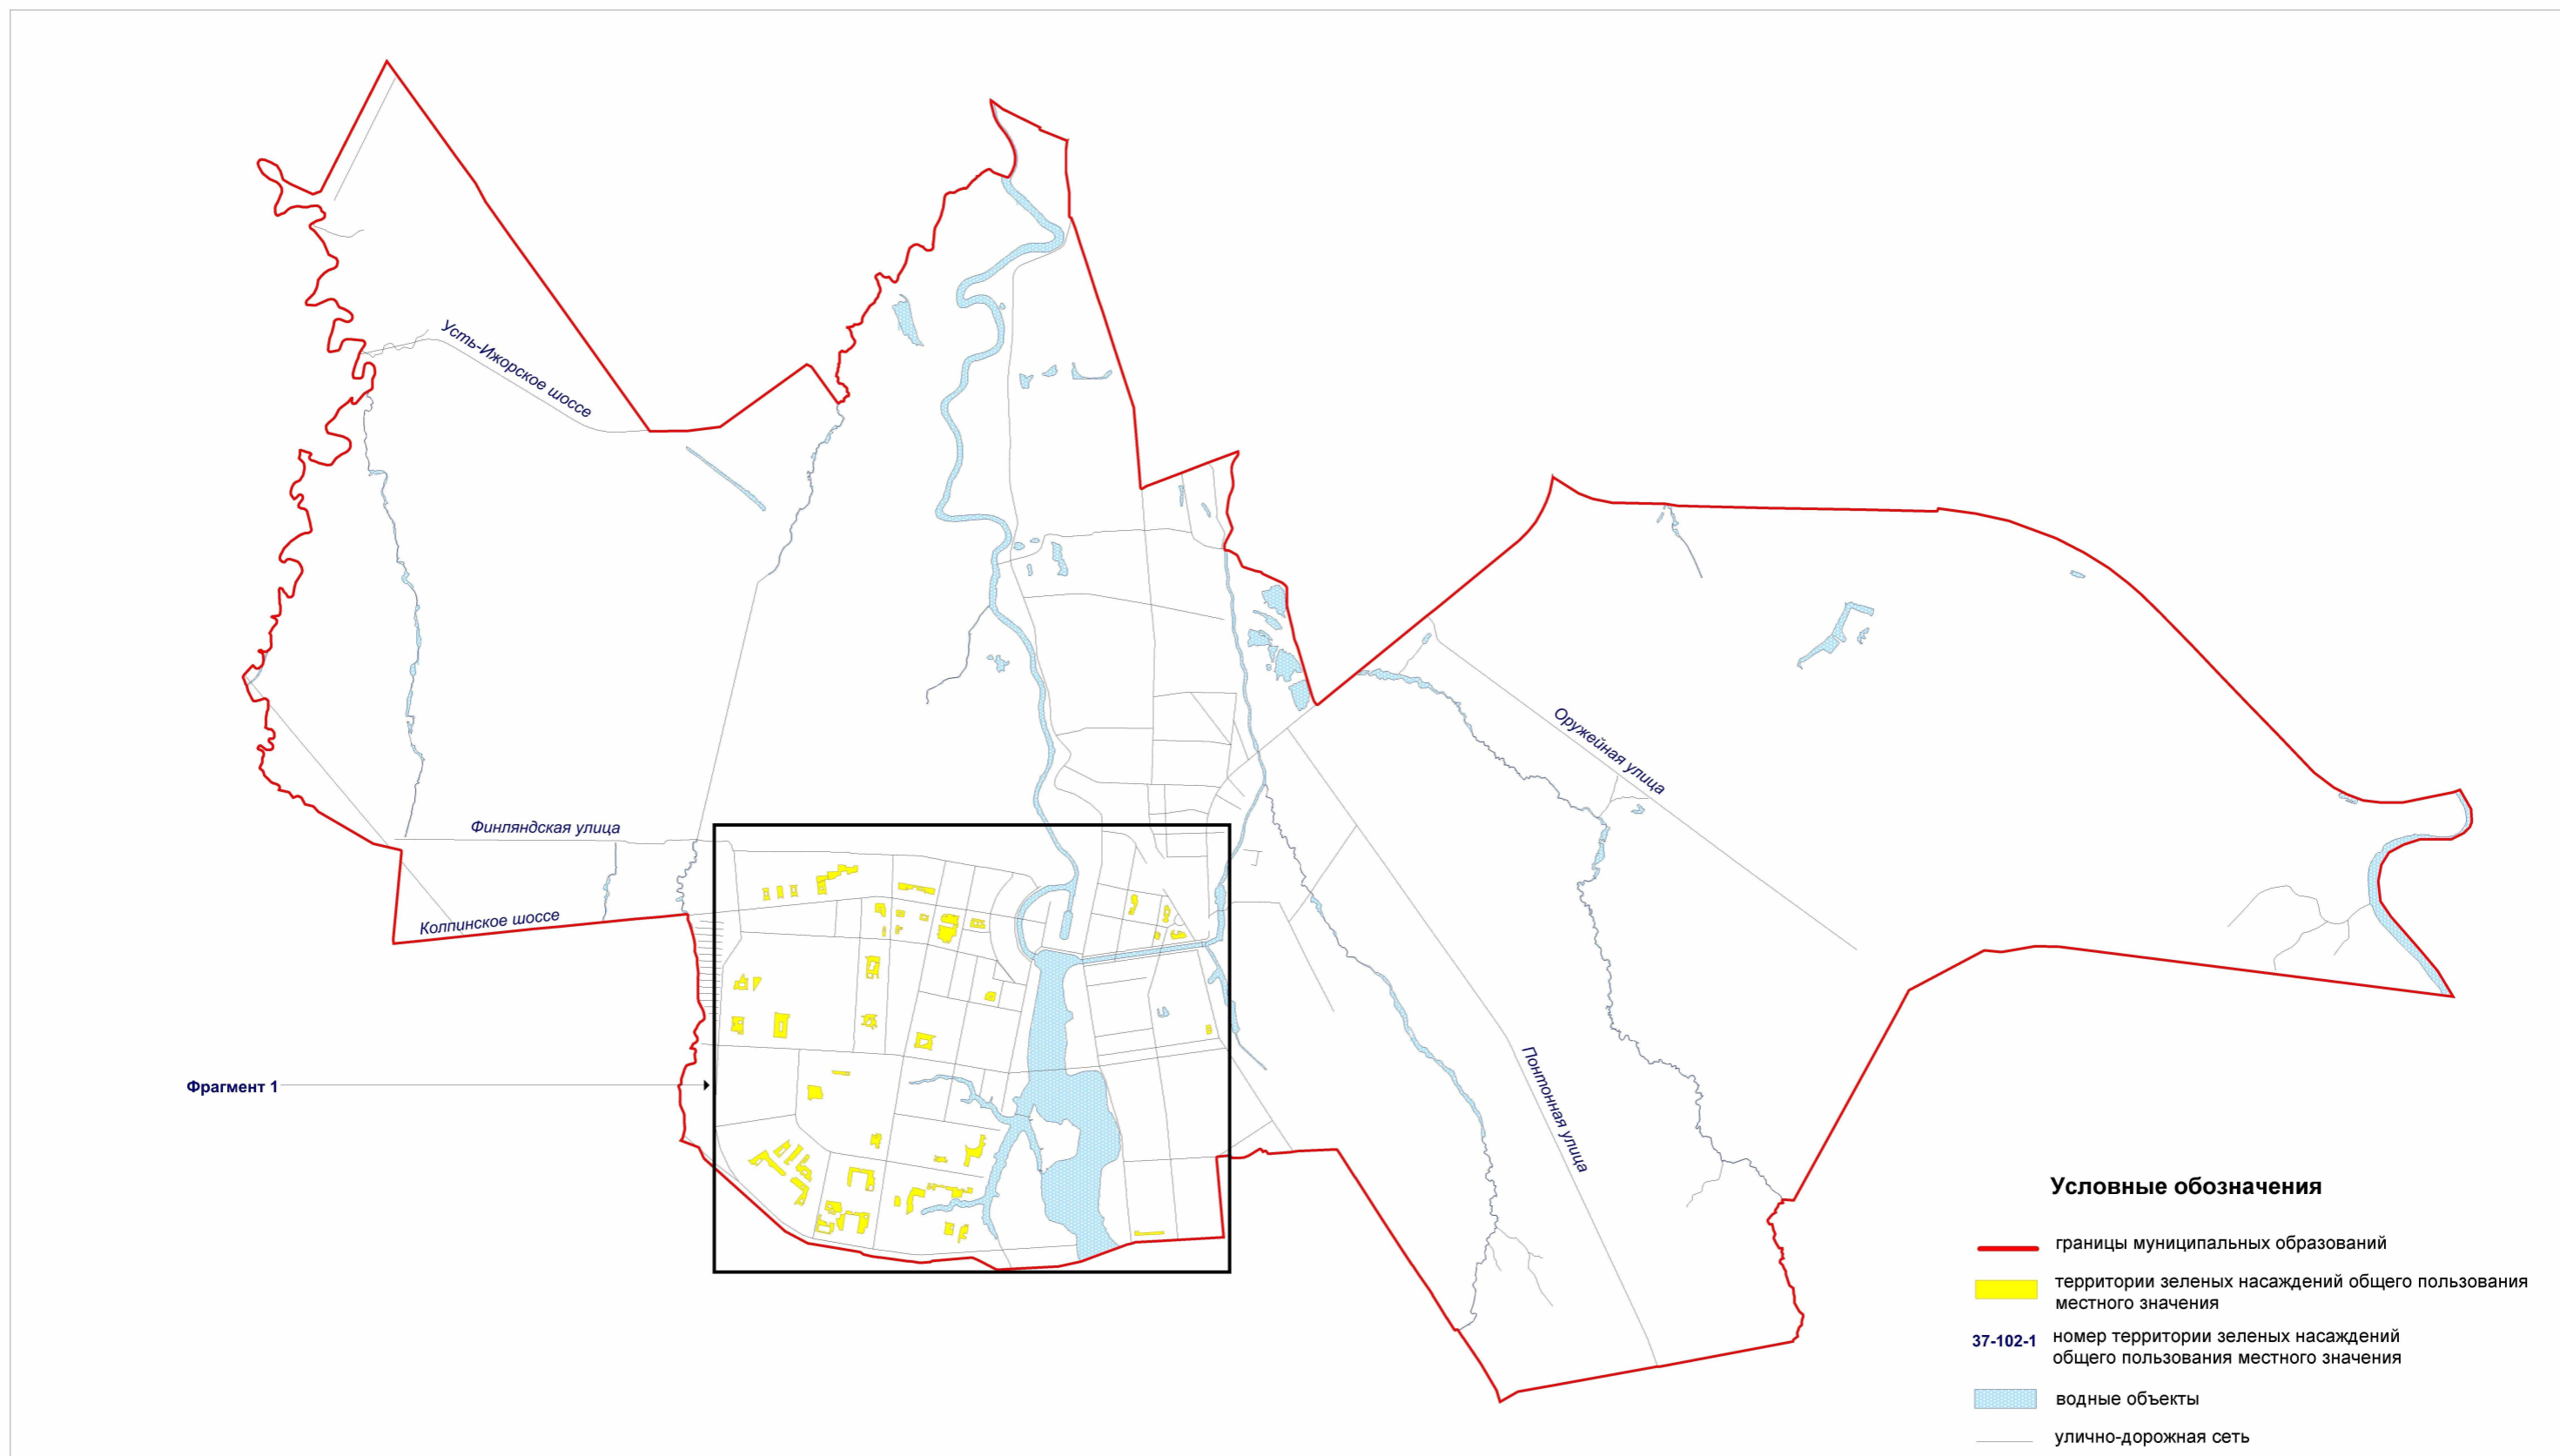 Усть-Ижорское шоссе
Оружейная улица
Финляндская улица
Колпинское шоссе
Понтонная улица
Фрагмент 1
Условные обозначения
границы муниципальных образований
территории зеленых насаждений общего пользования
местного значения
37-102-1 номер территории зеленых насаждений
общего пользования местного значения
водные объекты
улично-дорожная сеть